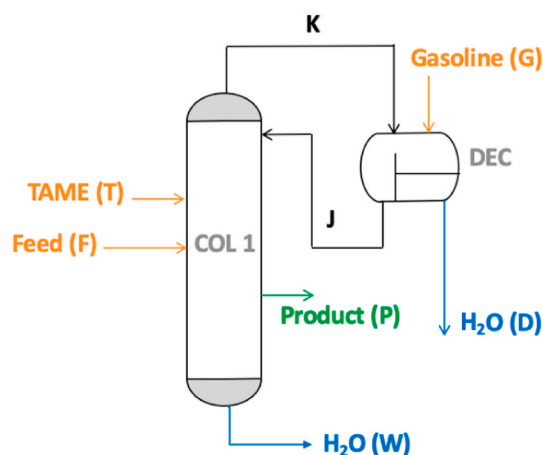 K
Gasoline (G)
DEC
TAME (T)
J
Feed (F)
COL 1
Product (P)
H₂O (D)
H₂O (W)